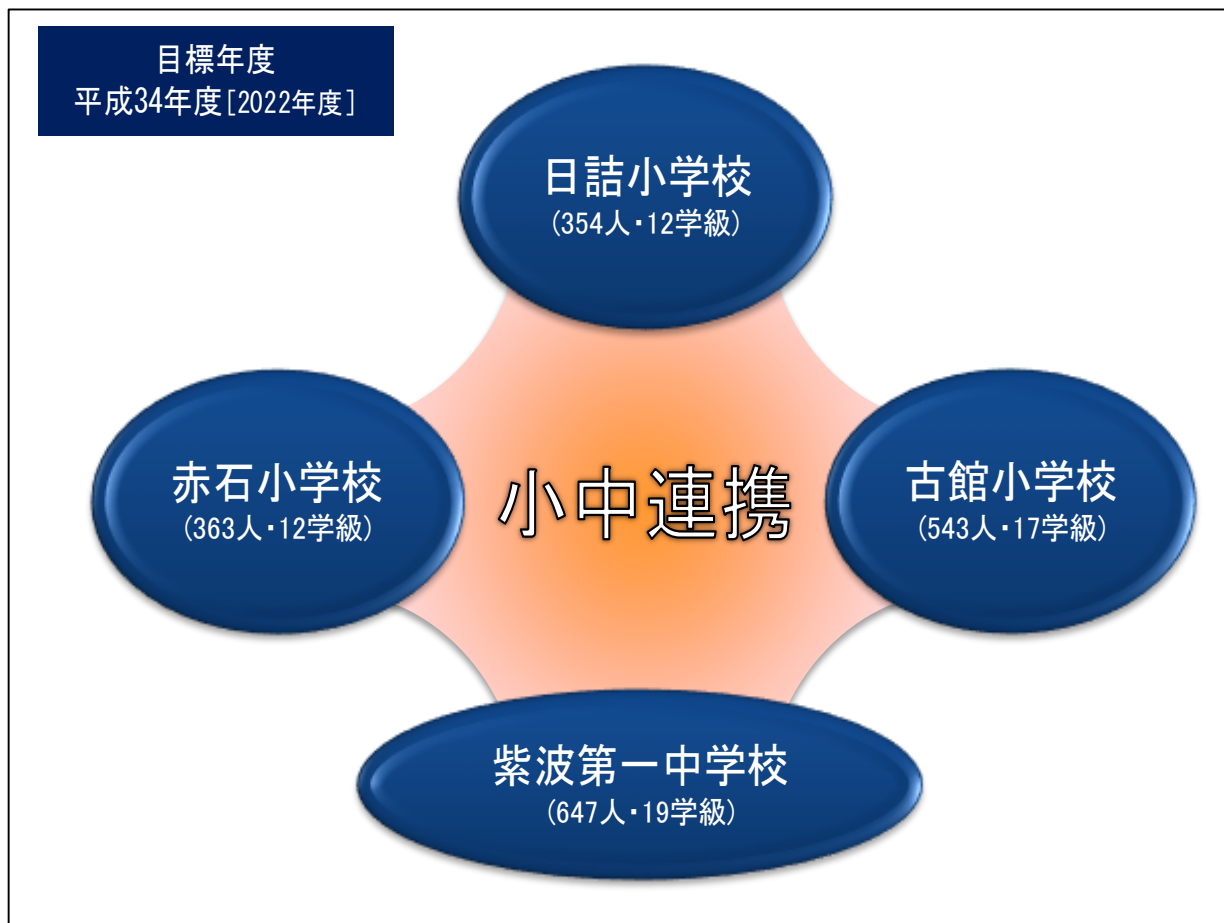 目標年度
平成34年度[2022年度]
日詰小学校
(354人・12学級)
赤石小学校
(363人・12学級)
小中連携
古館小学校
(543人・17学級)
紫波第一中学校
(647人・19学級)